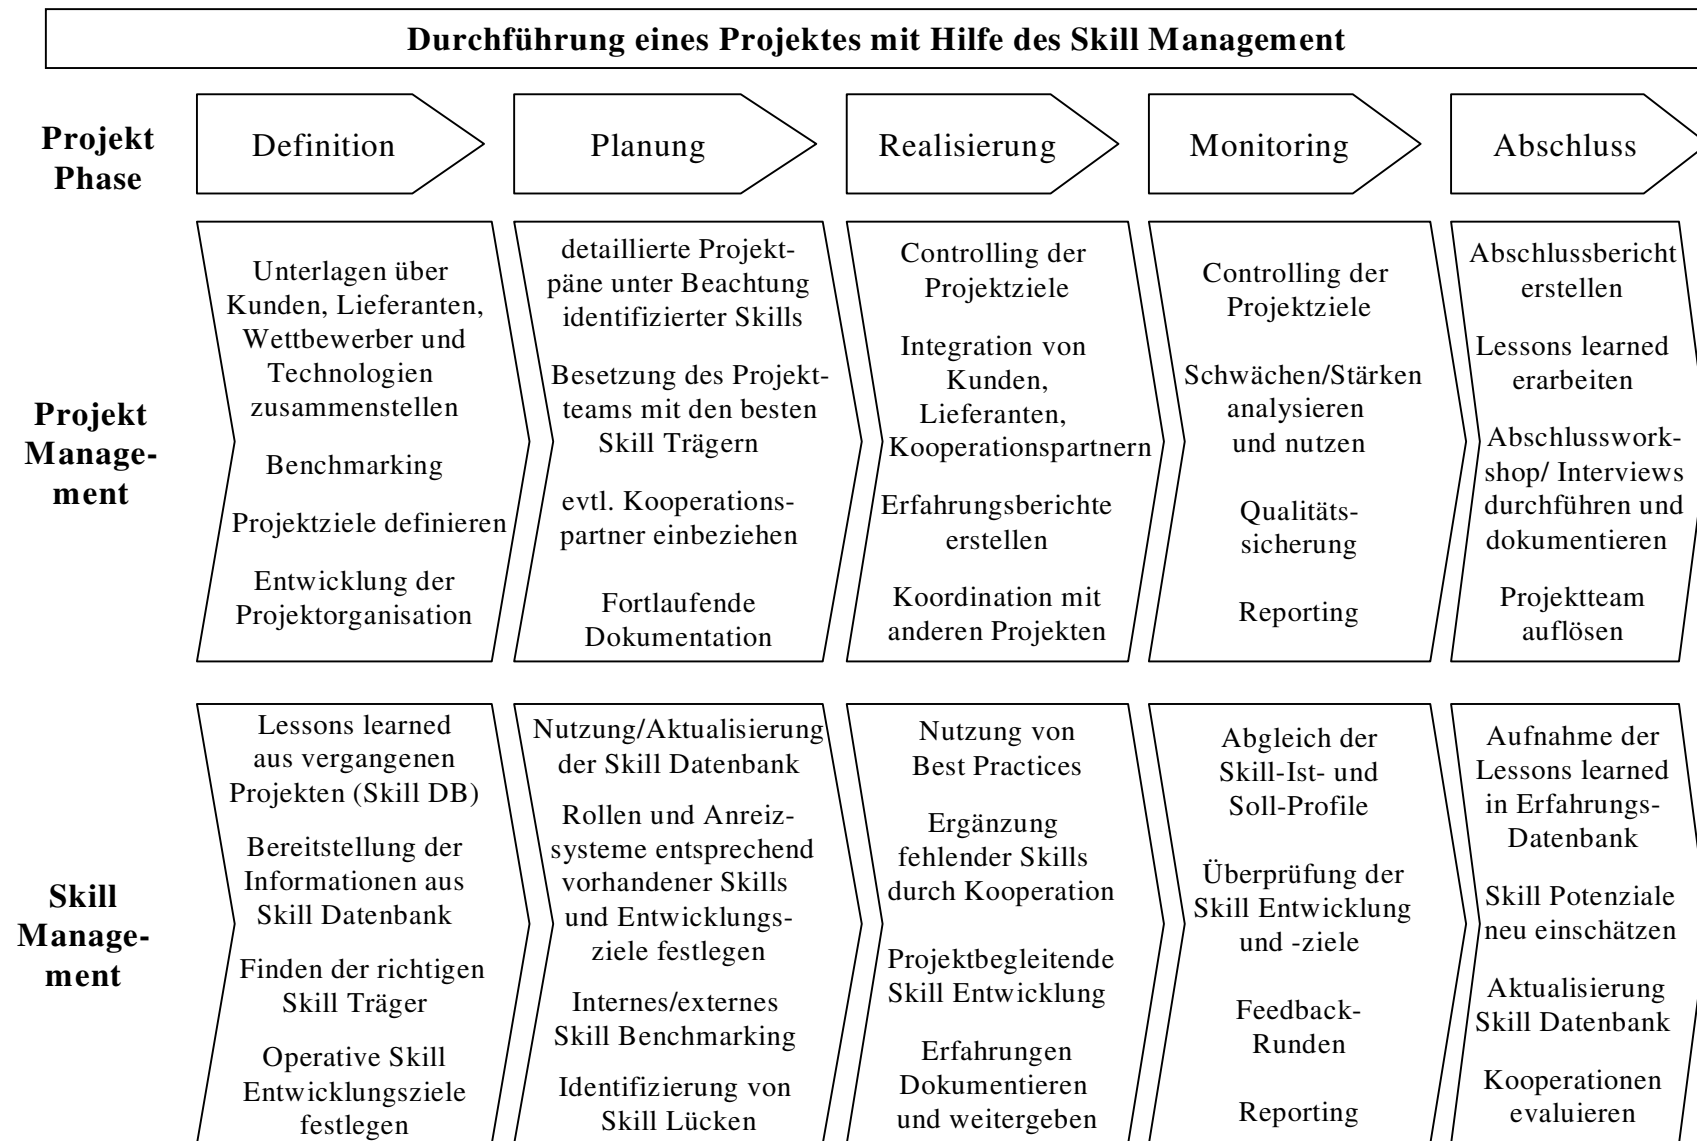 Durchführung eines Projektes mit Hilfe des Skill Management
Projekt
Phase
Definition
Planung
Realisierung
Monitoring
Abschluss
Projekt
Manage-
ment
Unterlagen über
Kunden, Lieferanten,
Wettbewerber und
Technologien
zusammenstellen
Benchmarking
Projektziele definieren
Entwicklung der
Projektorganisation
detaillierte Projekt-
päne unter Beachtung
identifizierter Skills
Besetzung des Projekt-
teams mit den besten
Skill Trägern
evtl. Kooperations-
partner einbeziehen
Fortlaufende
Dokumentation
Controlling der
Projektziele
Integration von
Kunden,
Lieferanten,
Kooperationspartnern
Erfahrungsberichte
erstellen
Koordination mit
anderen Projekten
Controlling der
Projektziele
Schwächen/Stärken
analysieren
und nutzen
Qualitäts-
sicherung
Reporting
Abschlussbericht
erstellen
Lessons learned
erarbeiten
Abschlusswork-
shop/ Interviews
durchführen und
dokumentieren
Projektteam
auflösen
Skill
Manage-
ment
Lessons learned
aus vergangenen
Projekten (Skill DB)
Bereitstellung der
Informationen aus
Skill Datenbank
Finden der richtigen
Skill Träger
Operative Skill
Entwicklungsziele
festlegen
Nutzung/Aktualisierung
der Skill Datenbank
Rollen und Anreiz-
systeme entsprechend
vorhandener Skills
und Entwicklungs-
ziele festlegen
Internes/externes
Skill Benchmarking
Identifizierung von
Skill Lücken
Nutzung von
Best Practices
Ergänzung
fehlender Skills
durch Kooperation
Projektbegleitende
Skill Entwicklung
Erfahrungen
Dokumentieren
und weitergeben
Abgleich der
Skill-Ist- und
Soll-Profile
Überprüfung der
Skill Entwicklung
und -ziele
Feedback-
Runden
Reporting
Aufnahme der
Lessons learned
in Erfahrungs-
Datenbank
Skill Potenziale
neu einschätzen
Aktualisierung
Skill Datenbank
Kooperationen
evaluieren